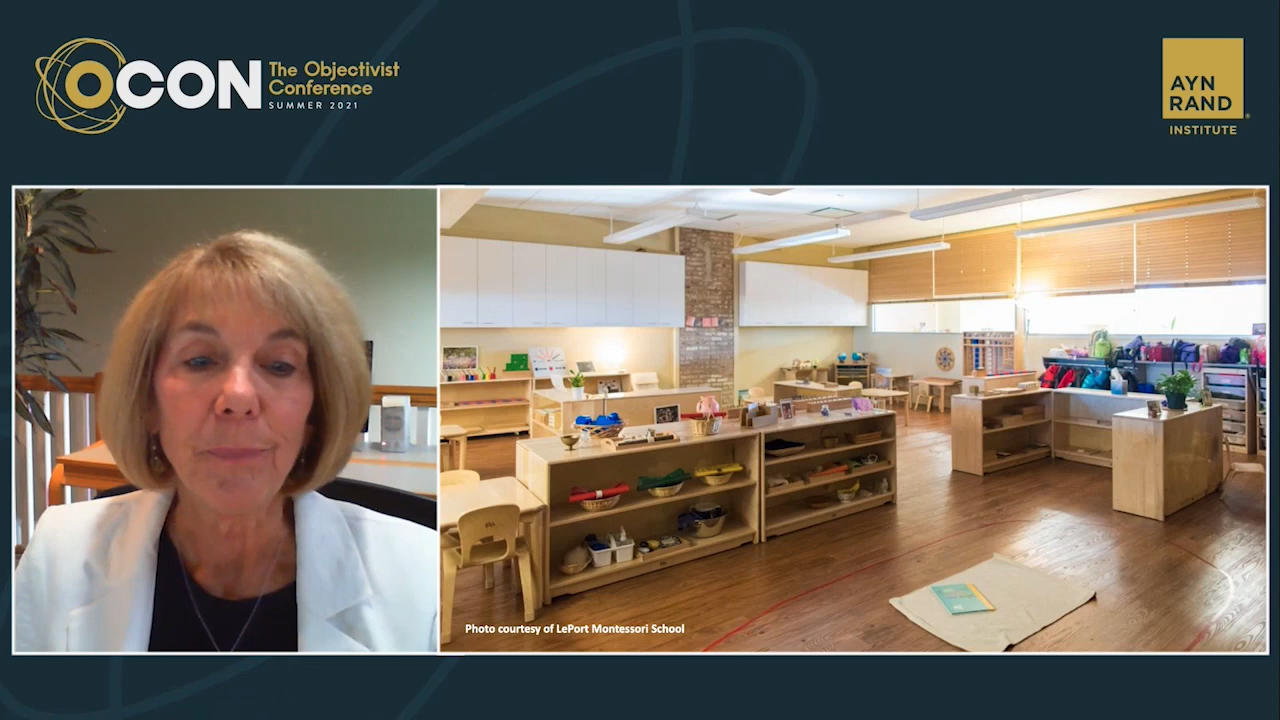 OCON
The Objectivist
Conference
SUMMER 2021
AYN
RAND
INSTITUTE
Photo courtesy of LePort Montessori School